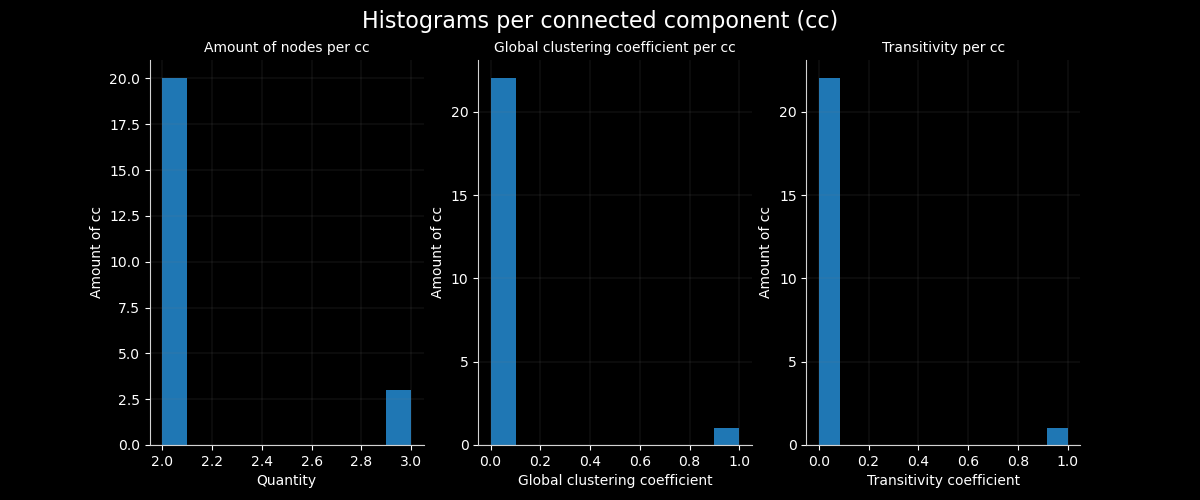 Histograms per connected component (cc)
Amount of nodes per cc
Global clustering coefficient per cc
Transitivity per cc
20.0
17.5
15.0
12.5
10.0
7.5
5.0
2.5
0.0
Amount of cc
2.0 2.2 2.4 2.6 2.8 3.0
Quantity
20
15
10
5
0
Amount of cc
0.0 0.2 0.4 0.6 0.8 1.0
Global clustering coefficient
20
15
10
5
0
Amount of cc
0.0 0.2 0.4 0.6 0.8 1.0
Transitivity coefficient